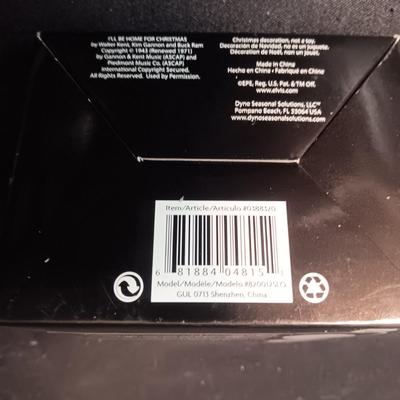 I'LL BE HOME FOR CHRISTMAS
by Walter Kent, Kim Gannon and Buck Ram
Copyright © 1943 (Renewed 1971)
by Gannon & Kent Music (ASCAP) and
Piedmont Music Co. (ASCAP)
International Copyright Secured.
All Rights Reserved. Used by Permission.
Christmas decoration, not a toy.
Decoración de Navidad, no es un juguete.
Décoration de Noël, non un jouet.
Made in China
Hecho en China • Fabriqué en Chine
©EPE, Reg. U.S. Pat. & TM Off.
www.elvis.com
Dyno Seasonal Solutions, LLC™
Pompano Beach, FL 33064 USA
www.dynoseasonalsolutions.com
Item/Article/Artículo
6 81884 04815 1
Model/Modèle/Modelo
GUL 0713 Shenzhen, China